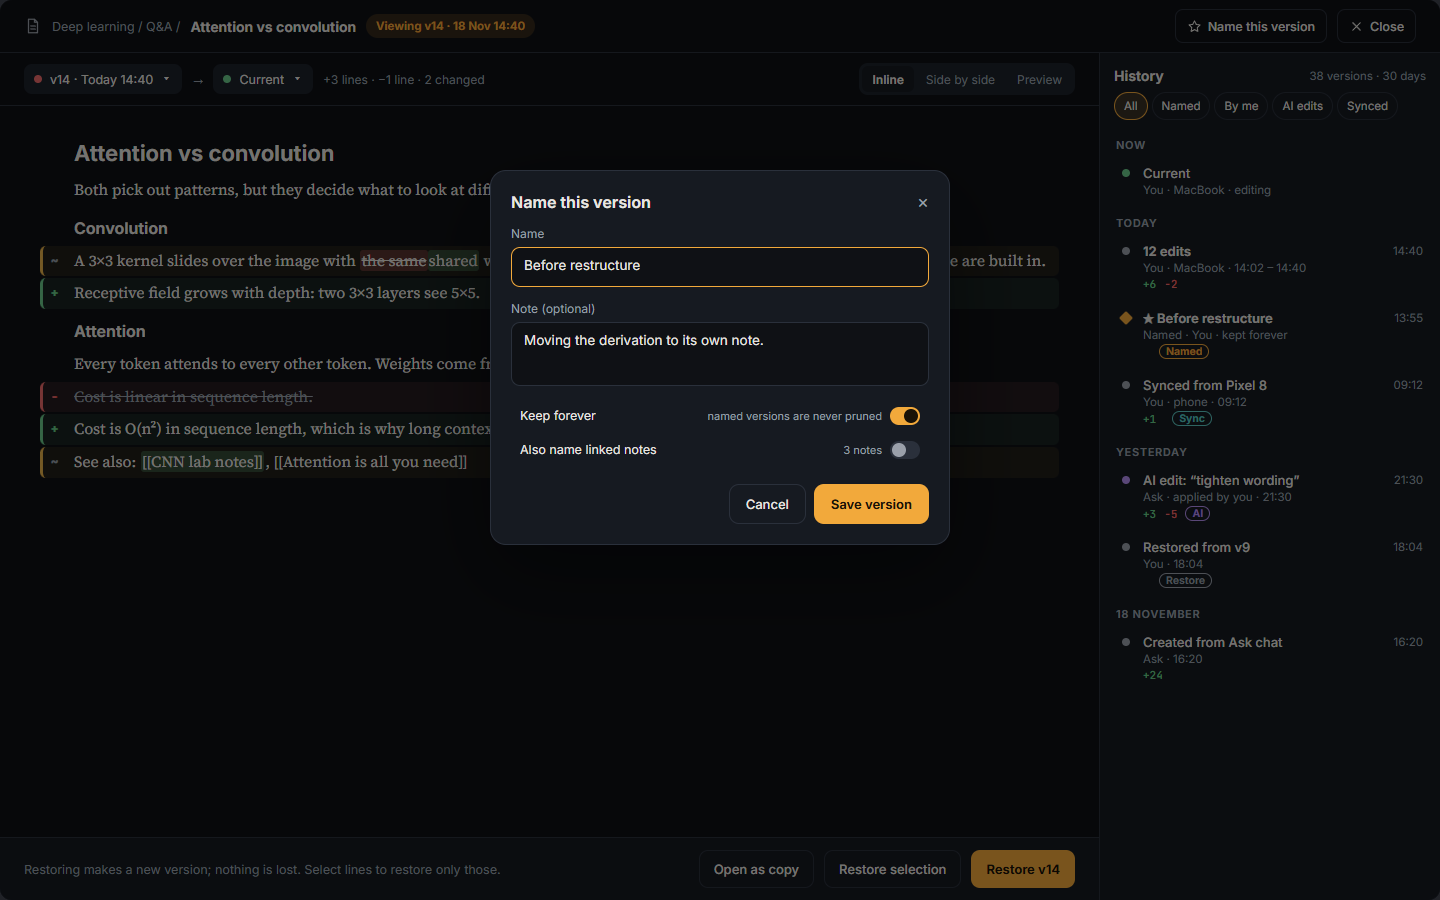 Deep learning / Q&A / Attention vs convolution Viewing v14 · 18 Nov 14:40
Name this version Close
v14 · Today 14:40 → Current +3 lines · −1 line · 2 changed
Inline Side by side Preview
Attention vs convolution
Both pick out patterns, but they decide what to look at
Convolution
~ A 3×3 kernel slides over the image with the same shared
e are built in.
+ Receptive field grows with depth: two 3×3 layers see 5×5.
Attention
Every token attends to every other token. Weights come
- Cost is linear in sequence length.
+ Cost is O(n²) in sequence length, which is why long
~ See also: [[CNN lab notes]], [[Attention is all you need]]
Name this version
Name
Before restructure
Note (optional)
Moving the derivation to its own note.
Keep forever named versions are never pruned
Also name linked notes 3 notes
Cancel Save version
Restoring makes a new version; nothing is lost. Select lines to restore only those.
Open as copy Restore selection Restore v14
History 38 versions · 30 days
All Named By me AI edits Synced
NOW
Current
You · MacBook · editing
TODAY
12 edits 14:40
You · MacBook · 14:02 – 14:40
+6 -2
★ Before restructure 13:55
Named · You · kept forever
Named
Synced from Pixel 8 09:12
You · phone · 09:12
+1 Sync
YESTERDAY
AI edit: “tighten wording” 21:30
Ask · applied by you · 21:30
+3 -5 AI
Restored from v9 18:04
You · 18:04
Restore
18 NOVEMBER
Created from Ask chat 16:20
Ask · 16:20
+24